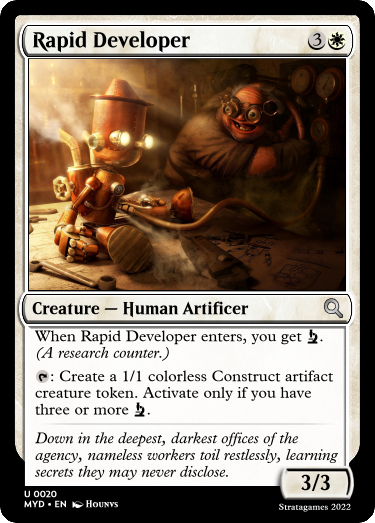 Rapid Developer 3
Creature — Human Artificer
When Rapid Developer enters, you get .
(A research counter.)
: Create a 1/1 colorless Construct artifact
creature token. Activate only if you have
three or more .
Down in the deepest, darkest offices of the
agency, nameless workers toil restlessly, learning
secrets they may never disclose.
3/3
U 0020
MYD • EN Hounvs
Stratagames 2022